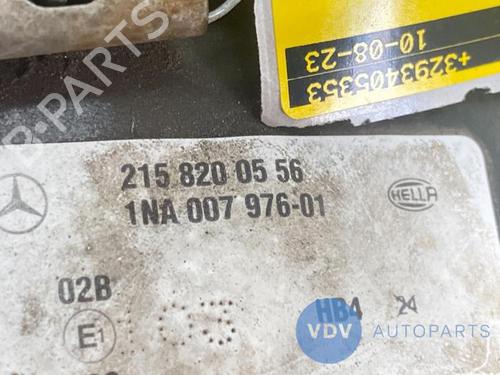 +3293405353
10-08-23
215 820 05 56
1NA 007 976-01
HELLA
02B
HB4 24
E1
VDV AUTOPARTS
B-PARTS